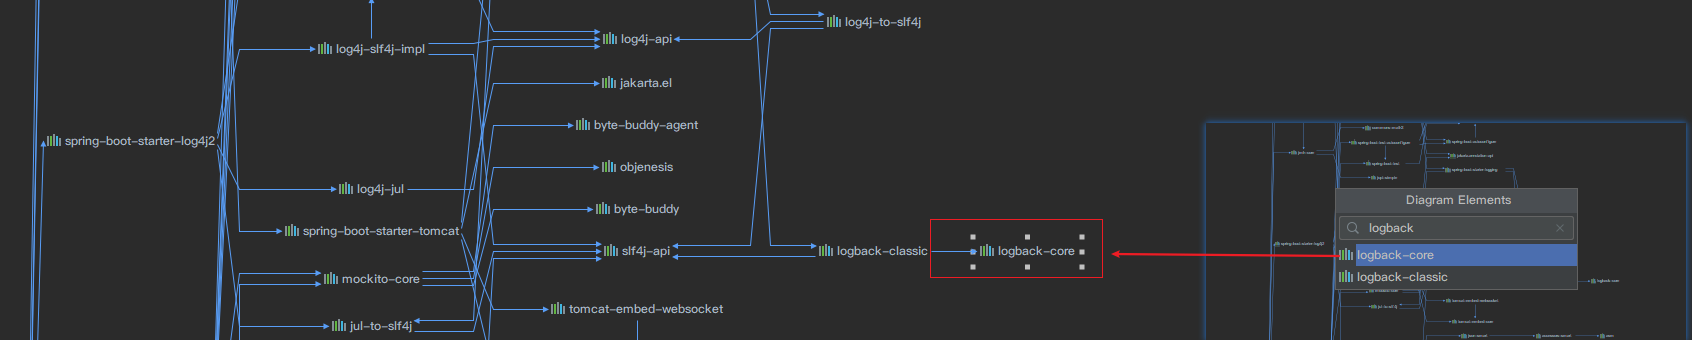 log4j-to-slf4j
log4j-api
log4j-slf4j-impl
jakarta.el
byte-buddy-agent
spring-boot-starter-log4j2
objenesis
log4j-jul
byte-buddy
spring-boot-starter-tomcat
slf4j-api
logback-classic
logback-core
mockito-core
tomcat-embed-websocket
jul-to-slf4j
Diagram Elements
logback
logback-core
logback-classic